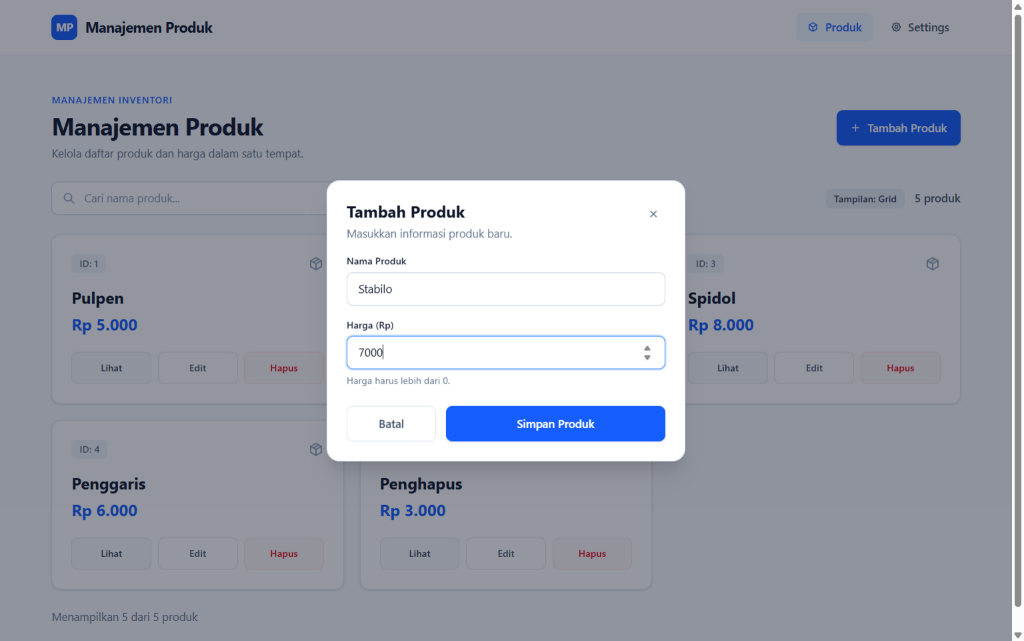 MP Manajemen Produk
Produk
Settings
MANAJEMEN INVENTORI
Manajemen Produk
Kelola daftar produk dan harga dalam satu tempat.
+ Tambah Produk
Cari nama produk...
Tampilan: Grid
5 produk
Tambah Produk
×
Masukkan informasi produk baru.
Nama Produk
Stabilo
Harga (Rp)
7000
Harga harus lebih dari 0.
Batal
Simpan Produk
ID: 1
Pulpen
Rp 5.000
Lihat
Edit
Hapus
ID: 3
Spidol
Rp 8.000
Lihat
Edit
Hapus
ID: 4
Penggaris
Rp 6.000
Lihat
Edit
Hapus
Penghapus
Rp 3.000
Lihat
Edit
Hapus
Menampilkan 5 dari 5 produk